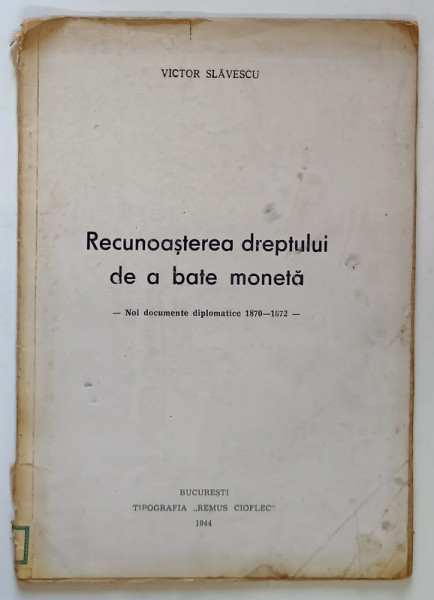 VICTOR SLĂVESCU
Recunoașterea dreptului
de a bate monetă
— Noi documente diplomatice 1870—1872 —
BUCUREȘTI
TIPOGRAFIA „REMUS CIOFLEC"
1944